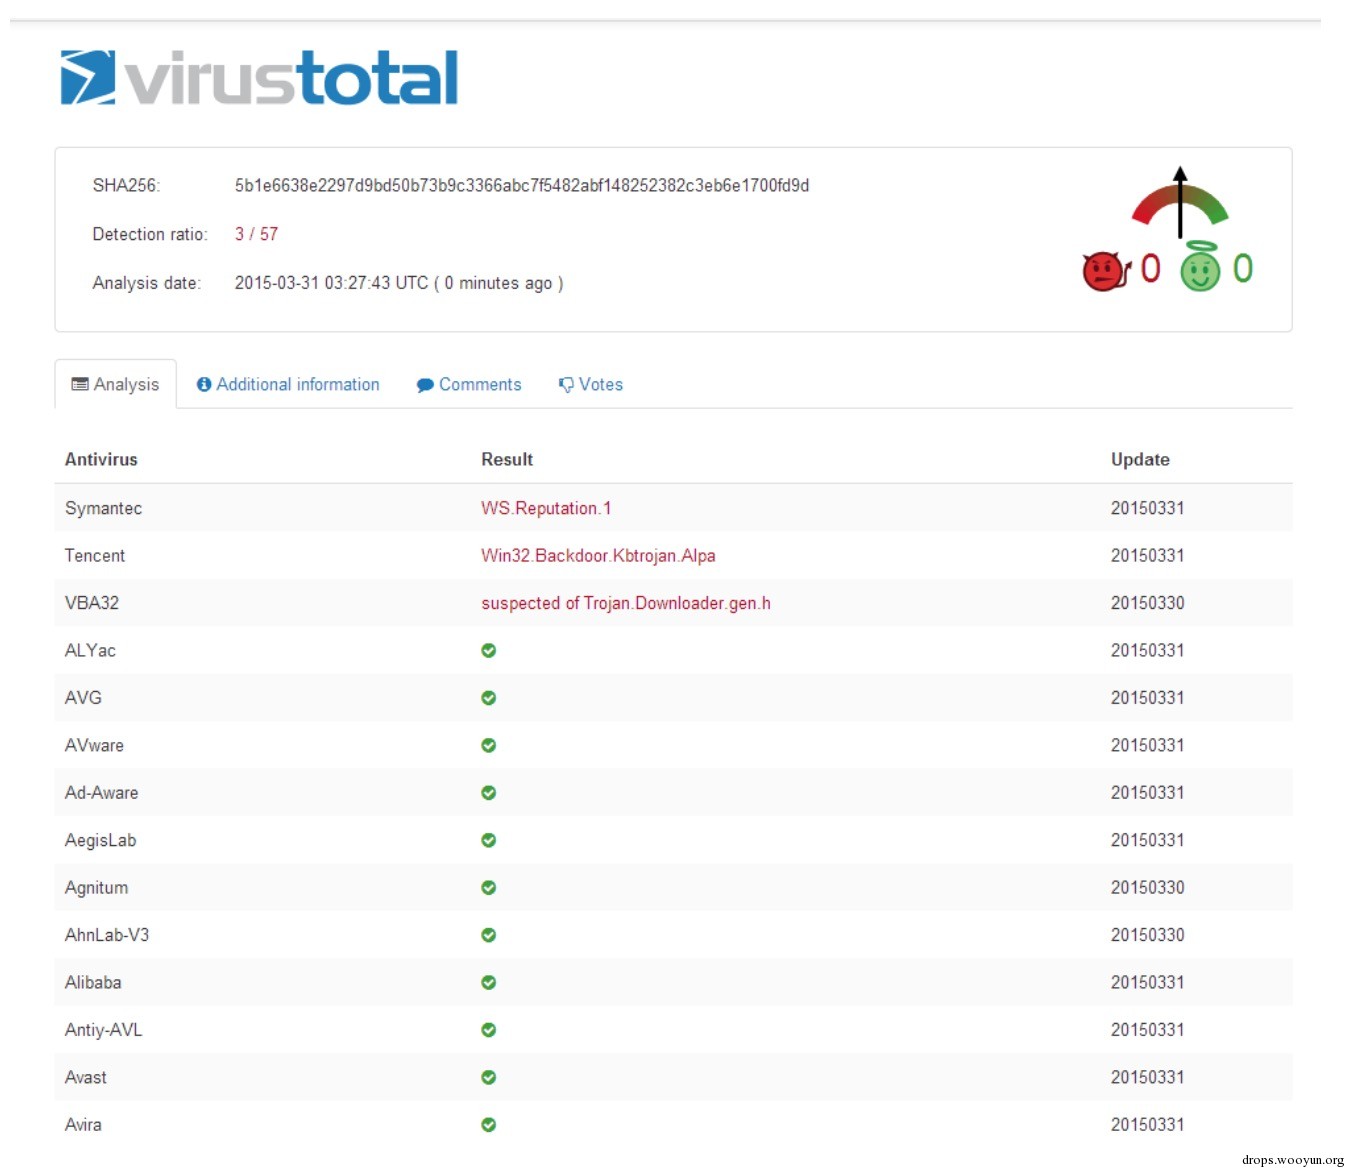 virustotal
SHA256: 5b1e6638e2297d9bd50b73b9c3366abc7f5482abf148252382c3eb6e1700fd9d
Detection ratio: 3 / 57
Analysis date: 2015-03-31 03:27:43 UTC ( 0 minutes ago )
0 0
Analysis Additional information Comments Votes
Antivirus Result Update
Symantec WS.Reputation.1 20150331
Tencent Win32.Backdoor.Kbtrojan.Alpa 20150331
VBA32 suspected of Trojan.Downloader.gen.h 20150330
ALYac 20150331
AVG 20150331
AVware 20150331
Ad-Aware 20150331
AegisLab 20150331
Agnitum 20150330
AhnLab-V3 20150330
Alibaba 20150331
Antiy-AVL 20150331
Avast 20150331
Avira 20150331
drops.wooyun.org